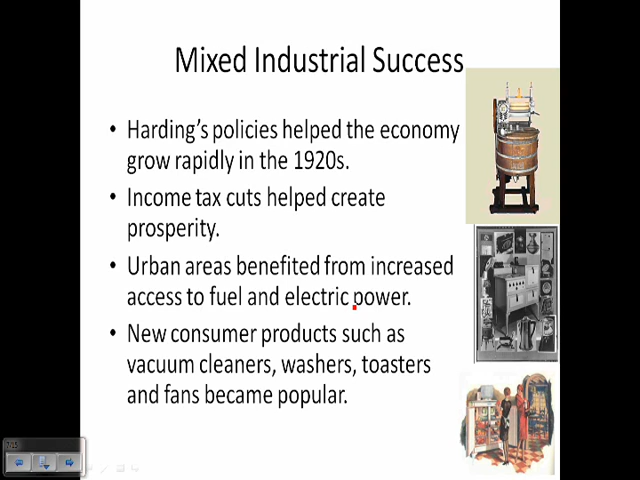 Mixed Industrial Success
• Harding's policies helped the economy
grow rapidly in the 1920s.
• Income tax cuts helped create
prosperity.
• Urban areas benefited from increased
access to fuel and electric power.
• New consumer products such as
vacuum cleaners, washers, toasters
and fans became popular.